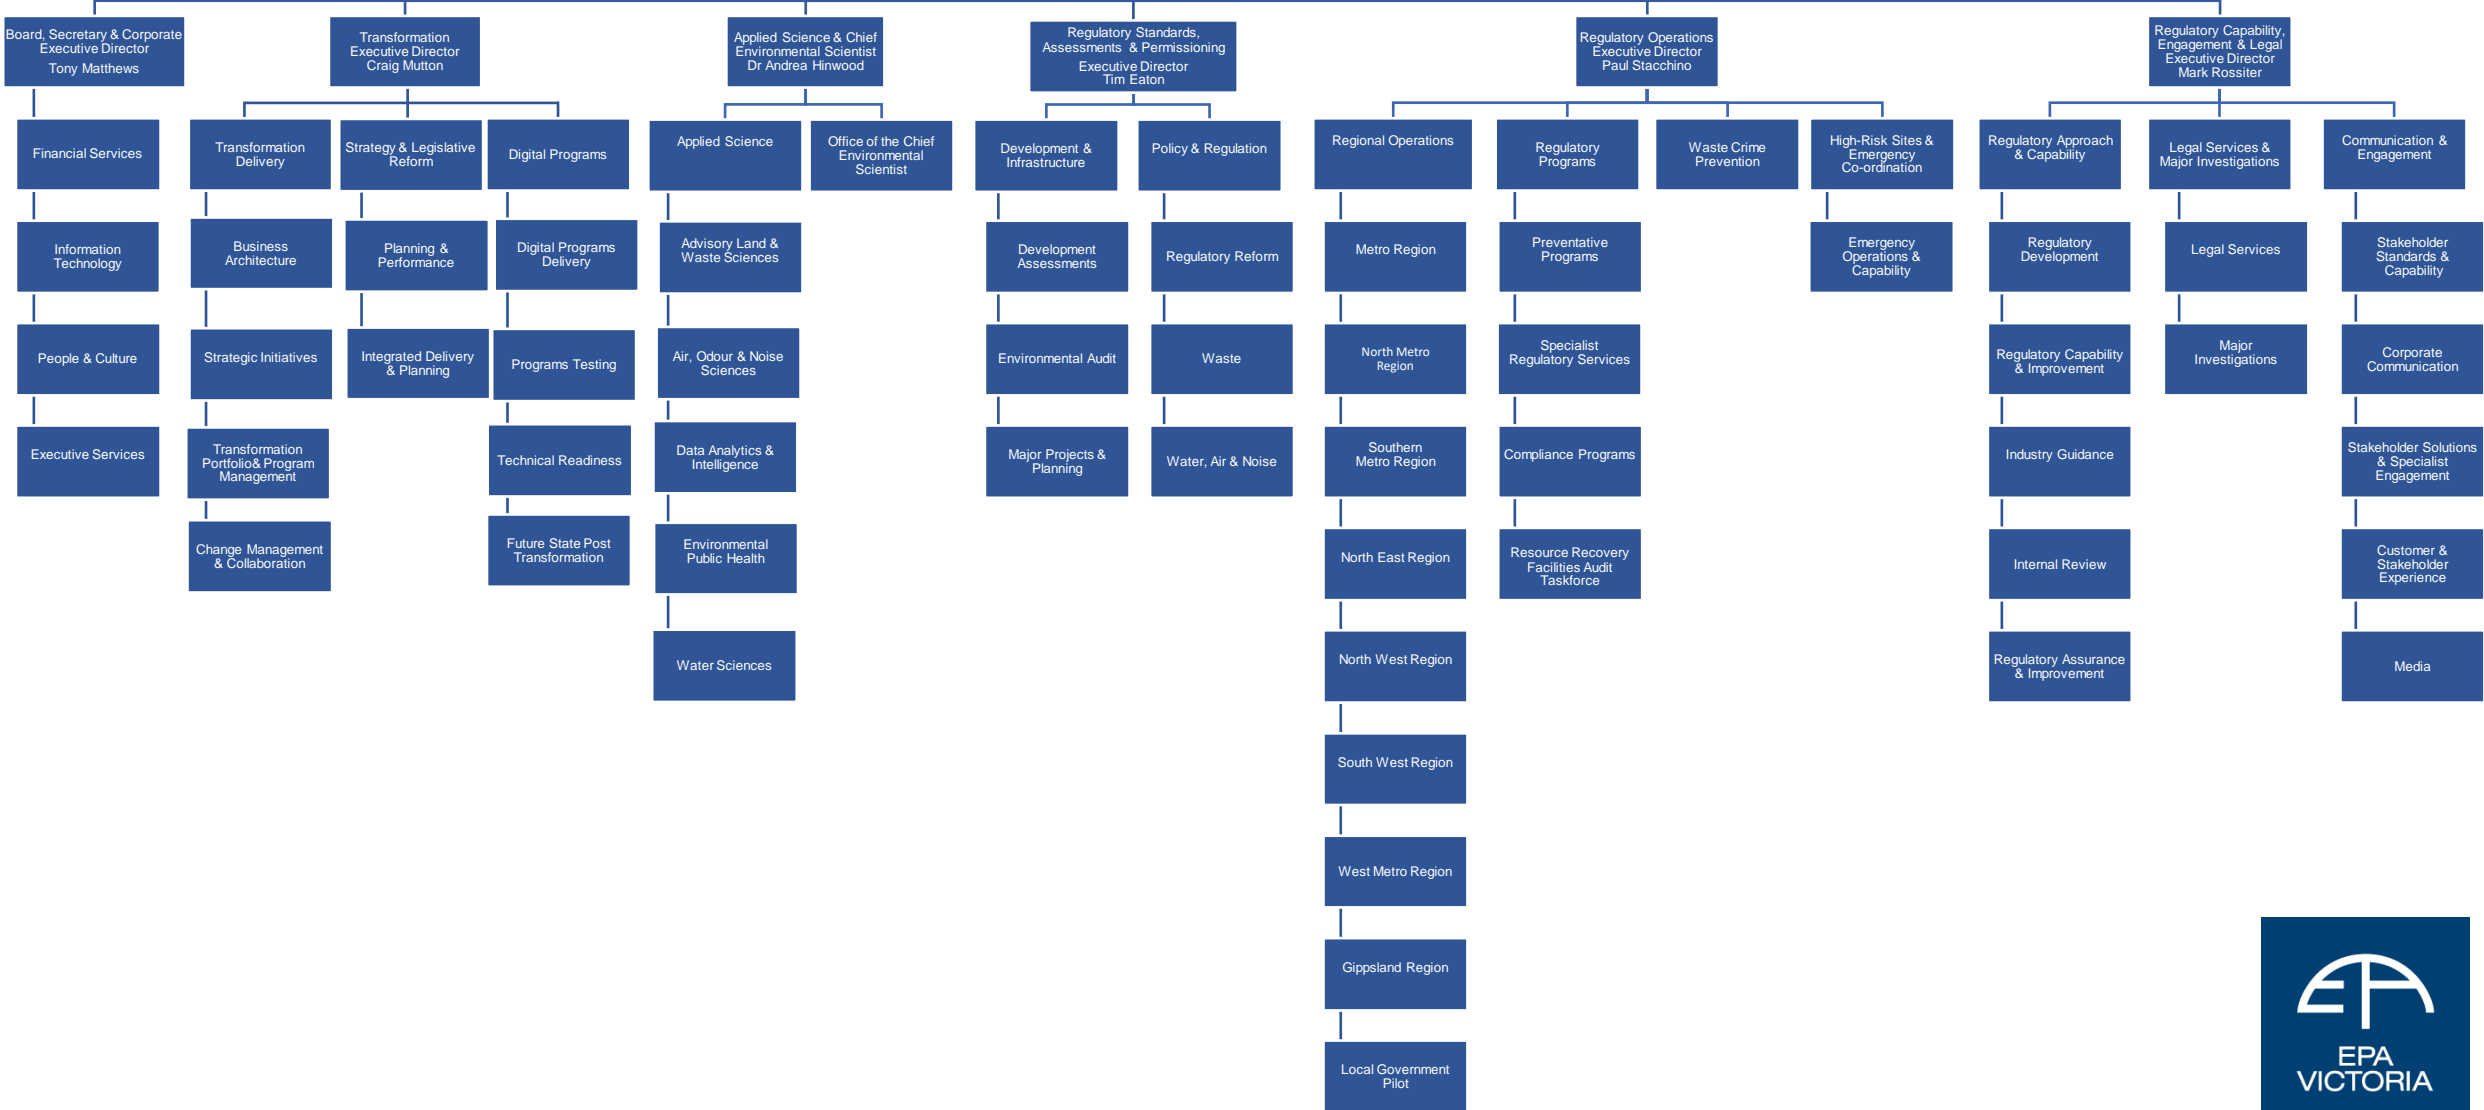 Board, Secretary & Corporate
Executive Director
Tony Matthews
Transformation
Executive Director
Craig Mutton
Applied Science & Chief
Environmental Scientist
Dr Andrea Hinwood
Regulatory Standards,
Assessments & Permissioning
Executive Director
Tim Eaton
Regulatory Operations
Executive Director
Paul Stacchino
Regulatory Capability,
Engagement & Legal
Executive Director
Mark Rossiter
Financial Services
Information
Technology
People & Culture
Executive Services
Transformation
Delivery
Business
Architecture
Strategic Initiatives
Transformation
Portfolio& Program
Management
Change Management
& Collaboration
Strategy & Legislative
Reform
Planning &
Performance
Integrated Delivery
& Planning
Digital Programs
Digital Programs
Delivery
Programs Testing
Technical Readiness
Future State Post
Transformation
Applied Science
Advisory Land &
Waste Sciences
Air, Odour & Noise
Sciences
Data Analytics &
Intelligence
Environmental
Public Health
Water Sciences
Office of the Chief
Environmental
Scientist
Development &
Infrastructure
Development
Assessments
Environmental Audit
Major Projects &
Planning
Policy & Regulation
Regulatory Reform
Waste
Water, Air & Noise
Regional Operations
Metro Region
North Metro
Region
Southern
Metro Region
North East Region
North West Region
South West Region
West Metro Region
Gippsland Region
Local Government
Pilot
Regulatory
Programs
Preventative
Programs
Specialist
Regulatory Services
Compliance Programs
Resource Recovery
Facilities Audit
Taskforce
Waste Crime
Prevention
High-Risk Sites &
Emergency
Co-ordination
Emergency
Operations &
Capability
Regulatory Approach
& Capability
Regulatory
Development
Regulatory Capability
& Improvement
Industry Guidance
Internal Review
Regulatory Assurance
& Improvement
Legal Services &
Major Investigations
Legal Services
Major
Investigations
Communication &
Engagement
Stakeholder
Standards &
Capability
Corporate
Communication
Stakeholder Solutions
& Specialist
Engagement
Customer &
Stakeholder
Experience
Media
EPA
EPA
VICTORIA